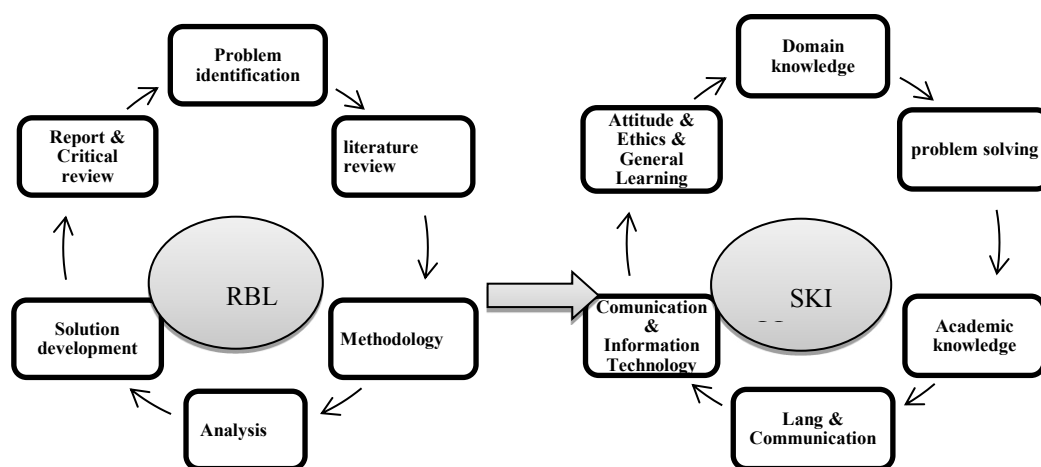 Problem
identification
literature
review
Methodology
Analysis
Solution
development
Report &
Critical
review
RBL
Domain
knowledge
problem solving
Academic
knowledge
Lang &
Communication
Comunication
&
Information
Technology
Attitude &
Ethics &
General
Learning
SKI